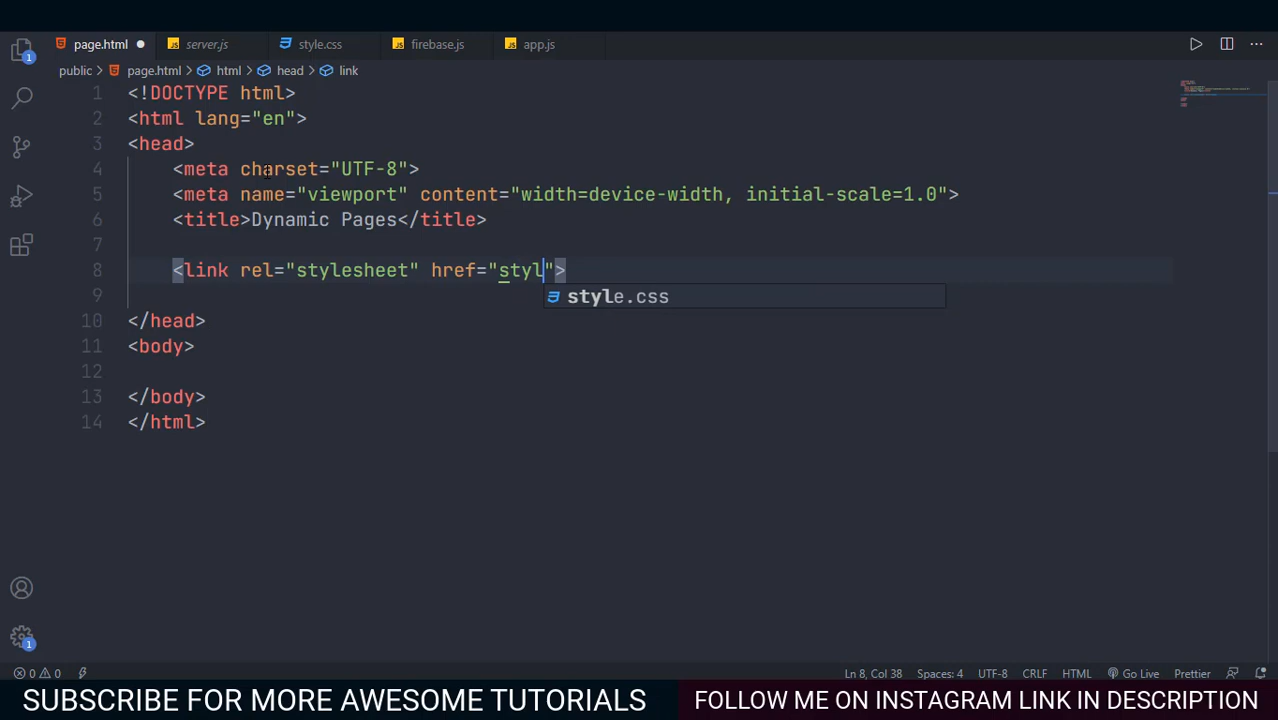 page.html
server.js
style.css
firebase.js
app.js
public > page.html > html > head > link
1 <!DOCTYPE html>
2 <html lang="en">
3 <head>
4 <meta charset="UTF-8">
5 <meta name="viewport" content="width=device-width, initial-scale=1.0">
6 <title>Dynamic Pages</title>
7
8 <link rel="stylesheet" href="styl">
style.css
9
10 </head>
11 <body>
12
13 </body>
14 </html>
1
1
0 0
Ln 8, Col 38
Spaces: 4
UTF-8
CRLF
HTML
Go Live
Prettier
SUBSCRIBE FOR MORE AWESOME TUTORIALS
FOLLOW ME ON INSTAGRAM LINK IN DESCRIPTION